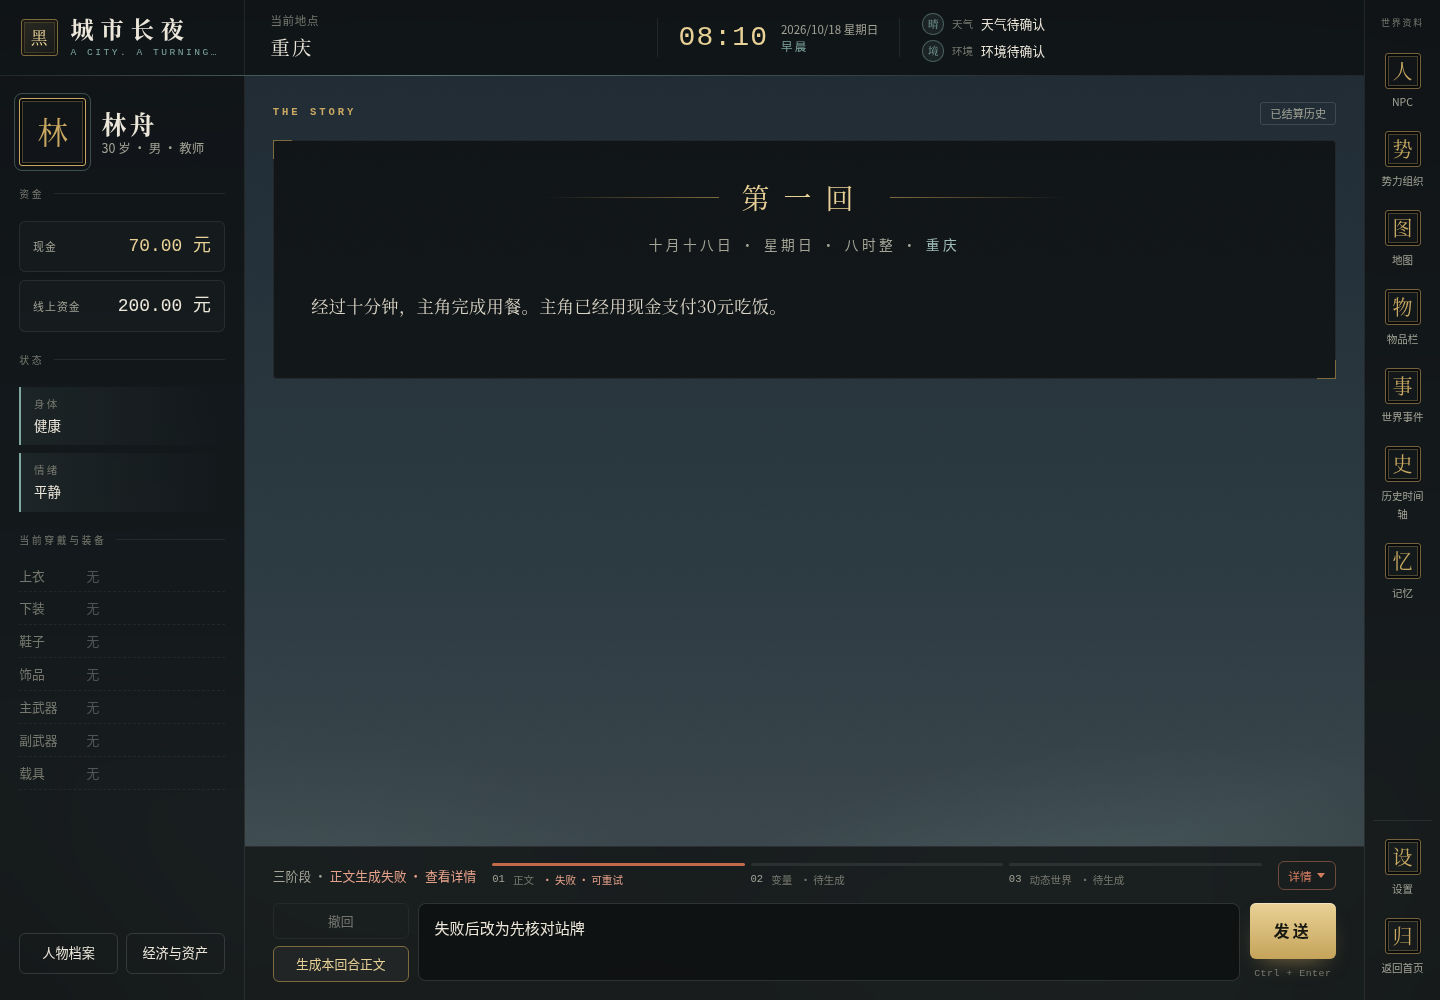 黑
城市长夜
A CITY. A TURNING…
当前地点
重庆
08:10
2026/10/18 星期日
早晨
晴 天气 天气待确认
境 环境 环境待确认
林
林舟
30 岁 · 男 · 教师
资金
现金 70.00 元
线上资金 200.00 元
状态
身体
健康
情绪
平静
当前穿戴与装备
上衣 无
下装 无
鞋子 无
饰品 无
主武器 无
副武器 无
载具 无
人物档案 经济与资产
THE STORY
已结算历史
第一回
十月十八日 · 星期日 · 八时整 · 重庆
经过十分钟，主角完成用餐。主角已经用现金支付30元吃饭。
三阶段 · 正文生成失败 · 查看详情
01 正文 · 失败 · 可重试
02 变量 · 待生成
03 动态世界 · 待生成
详情
撤回
生成本回合正文
失败后改为先核对站牌
发送
Ctrl + Enter
世界资料
人
NPC
势
势力组织
图
地图
物
物品栏
事
世界事件
史
历史时间
轴
忆
记忆
设
设置
归
返回首页